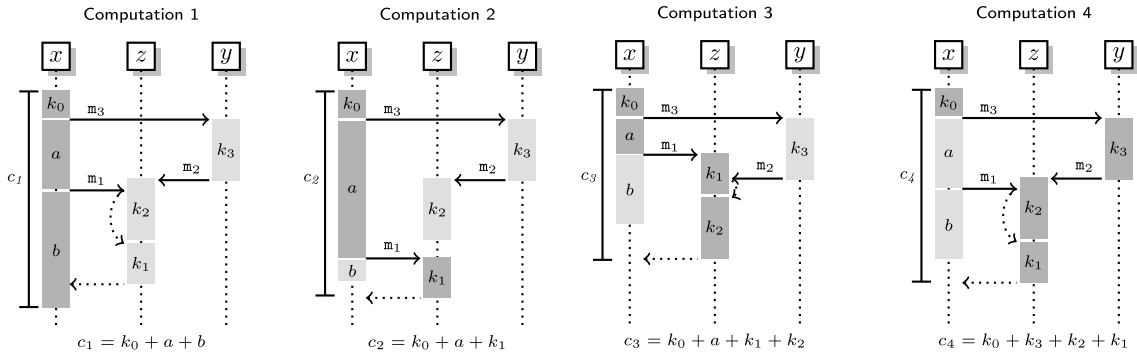 Computation 1
x z y
k₀
m₃
a
k₃
c₁
m₂
m₁
k₂
b
k₁
c₁ = k₀ + a + b
Computation 2
x z y
k₀
m₃
k₃
c₂
a
m₂
k₂
m₁
b
k₁
c₂ = k₀ + a + k₁
Computation 3
x z y
k₀
m₃
a
k₃
m₁
c₃
k₁
m₂
b
k₂
c₃ = k₀ + a + k₁ + k₂
Computation 4
x z y
k₀
m₃
a
k₃
c₄
m₂
m₁
k₂
b
k₁
c₄ = k₀ + k₃ + k₂ + k₁